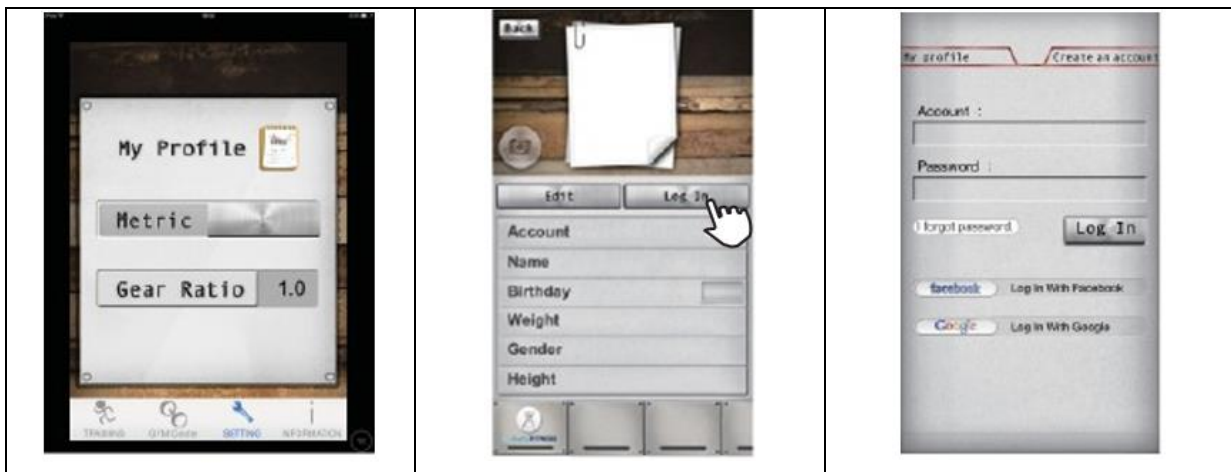 My Profile
Metric
Gear Ratio 1.0
TRAINING
SETTING
INFORMATION
Back
Edit
Log In
Account
Name
Birthday
Weight
Gender
Height
My profile
Create an account
Account :
Password :
I forgot password.
Log In
facebook Log In With Facebook
Google Log In With Google